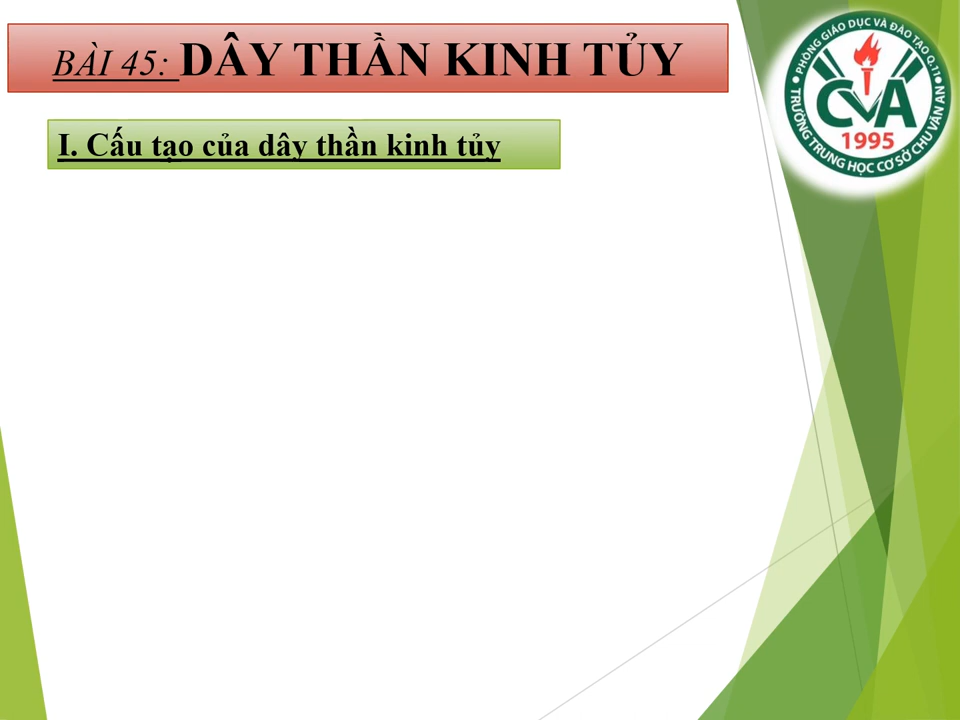 BÀI 45: DÂY THẦN KINH TỦY
I. Cấu tạo của dây thần kinh tủy
PHÒNG GIÁO DỤC VÀ ĐÀO TẠO Q.11
CVA
1995
TRƯỜNG TRUNG HỌC CƠ SỞ CHU VĂN AN